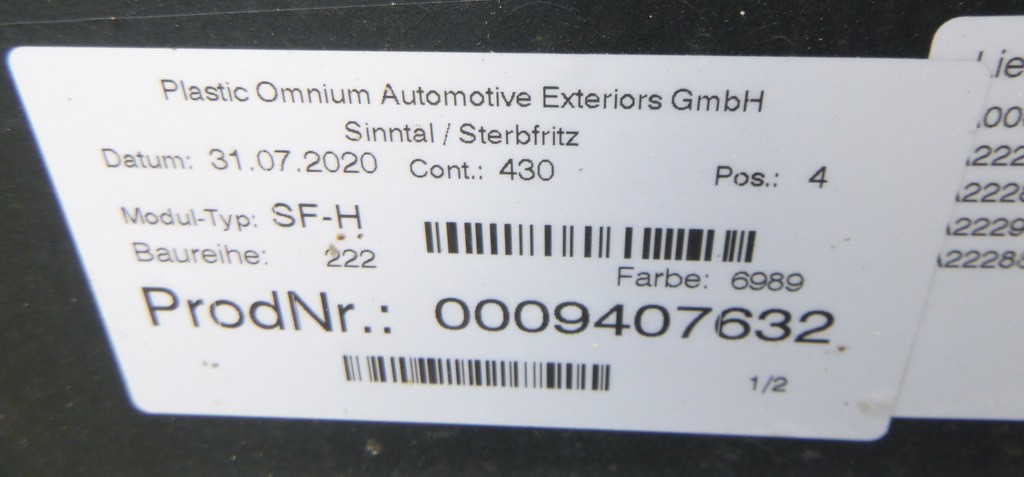 Plastic Omnium Automotive Exteriors GmbH
Sinntal / Sterbfritz
Datum: 31.07.2020 Cont.: 430 Pos.: 4
Modul-Typ: SF-H
Baureihe: 222
Farbe: 6989
ProdNr.: 0009407632
1/2
Lie